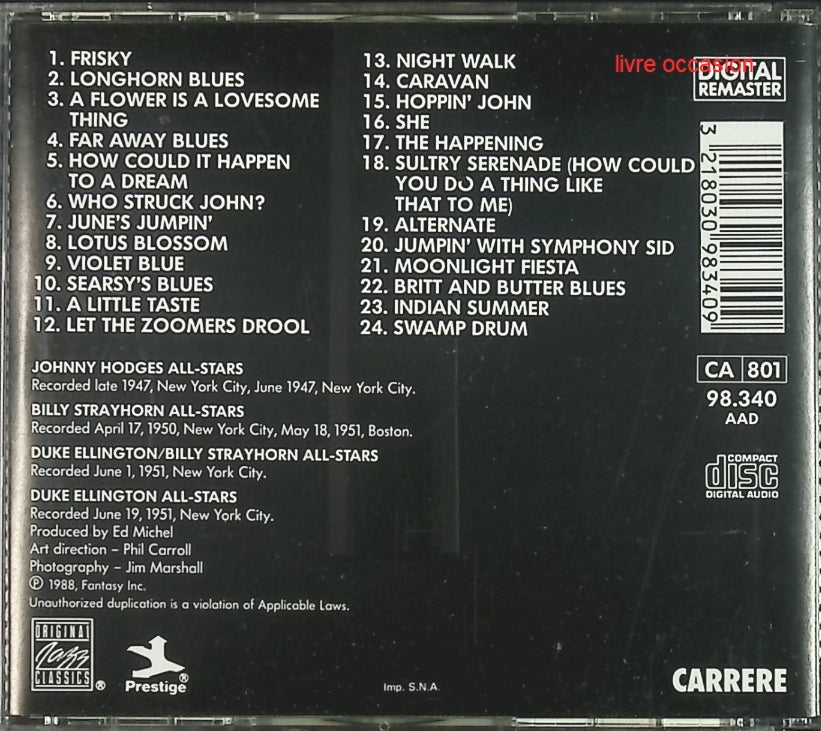 1. FRISKY
2. LONGHORN BLUES
3. A FLOWER IS A LOVESOME
THING
4. FAR AWAY BLUES
5. HOW COULD IT HAPPEN
TO A DREAM
6. WHO STRUCK JOHN?
7. JUNE'S JUMPIN'
8. LOTUS BLOSSOM
9. VIOLET BLUE
10. SEARSY'S BLUES
11. A LITTLE TASTE
12. LET THE ZOOMERS DROOL
13. NIGHT WALK
14. CARAVAN
15. HOPPIN' JOHN
16. SHE
17. THE HAPPENING
18. SULTRY SERENADE (HOW COULD
YOU DO A THING LIKE
THAT TO ME)
19. ALTERNATE
20. JUMPIN' WITH SYMPHONY SID
21. MOONLIGHT FIESTA
22. BRITT AND BUTTER BLUES
23. INDIAN SUMMER
24. SWAMP DRUM
livre occasion
DIGITAL
REMASTER
3 218030 983409
CA 801
98.340
AAD
COMPACT
disc
DIGITAL AUDIO
JOHNNY HODGES ALL-STARS
Recorded late 1947, New York City, June 1947, New York City.
BILLY STRAYHORN ALL-STARS
Recorded April 17, 1950, New York City, May 18, 1951, Boston.
DUKE ELLINGTON/BILLY STRAYHORN ALL-STARS
Recorded June 1, 1951, New York City.
DUKE ELLINGTON ALL-STARS
Recorded June 19, 1951, New York City.
Produced by Ed Michel
Art direction – Phil Carroll
Photography – Jim Marshall
℗ 1988, Fantasy Inc.
Unauthorized duplication is a violation of Applicable Laws.
ORIGINAL
Jazz
CLASSICS ®
Prestige ®
Imp. S.N.A.
CARRERE